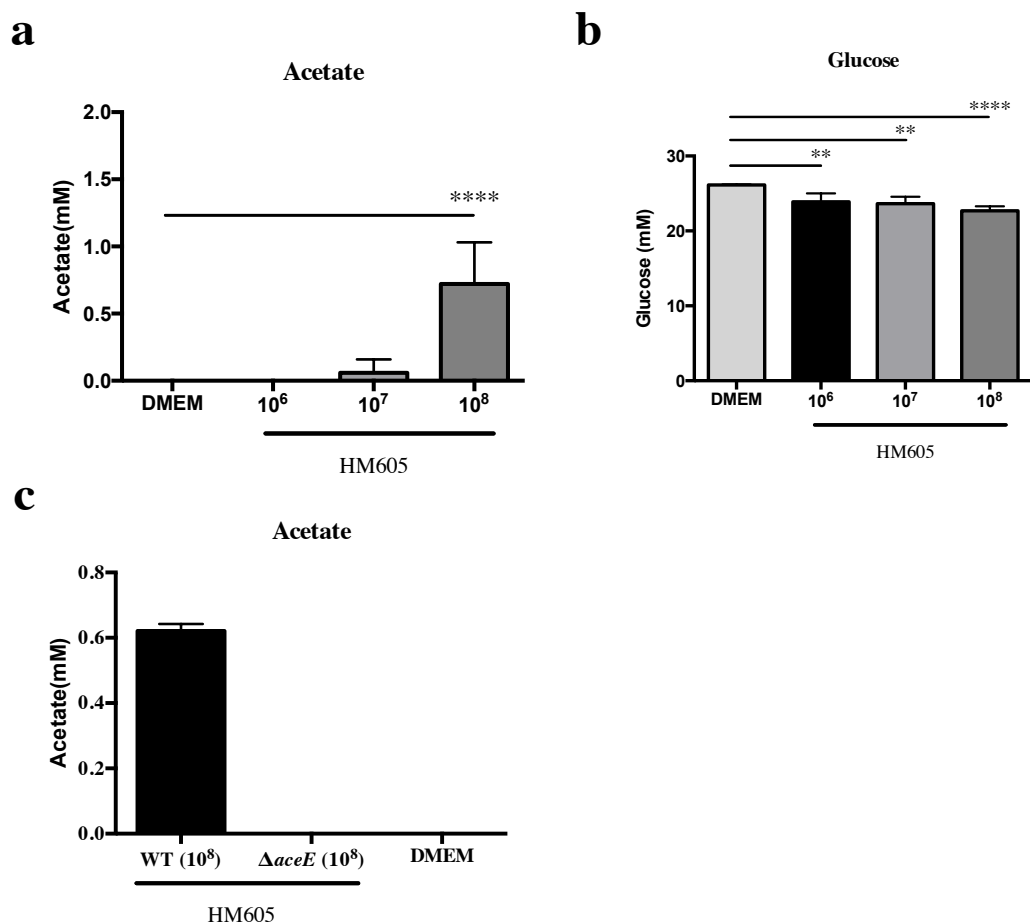 a
Acetate
Acetate(mM)
2.0
1.5
1.0
0.5
0.0
****
DMEM 10⁶ 10⁷ 10⁸
HM605
b
Glucose
Glucose (mM)
30
20
10
0
****
**
**
DMEM 10⁶ 10⁷ 10⁸
HM605
c
Acetate
Acetate(mM)
0.8
0.6
0.4
0.2
0.0
WT (10⁸) ΔaceE (10⁸) DMEM
HM605